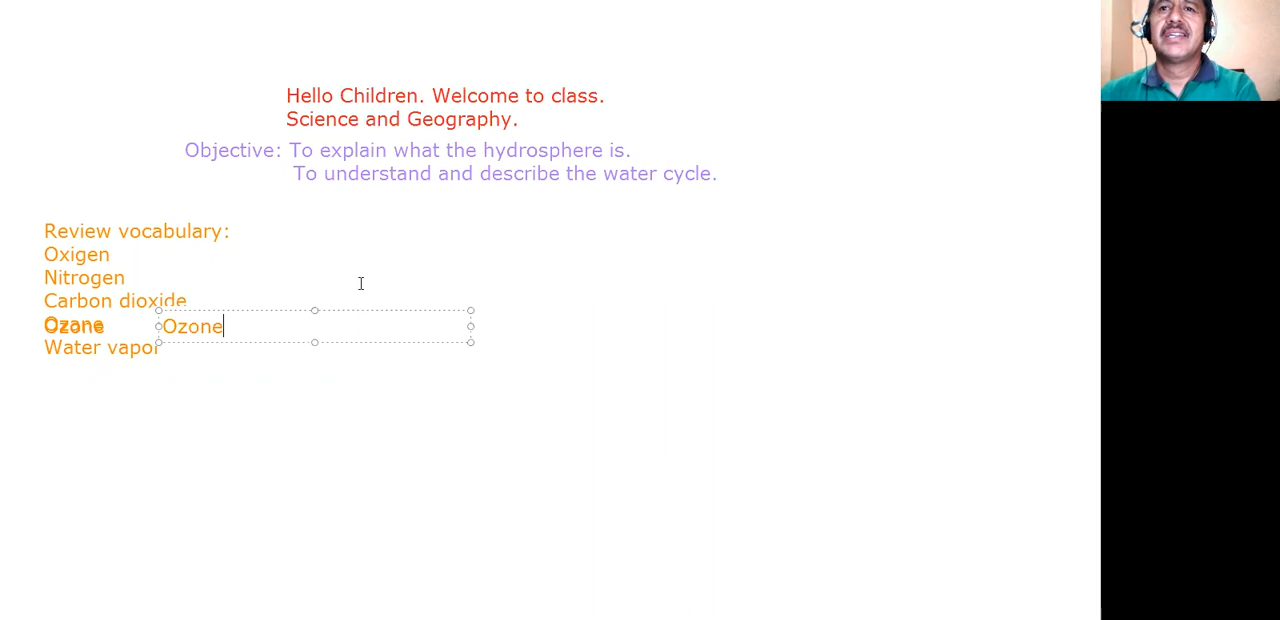 Hello Children. Welcome to class.
Science and Geography.
Objective: To explain what the hydrosphere is.
To understand and describe the water cycle.
Review vocabulary:
Oxigen
Nitrogen
Carbon dioxide
Ozone Ozone
Water vapor